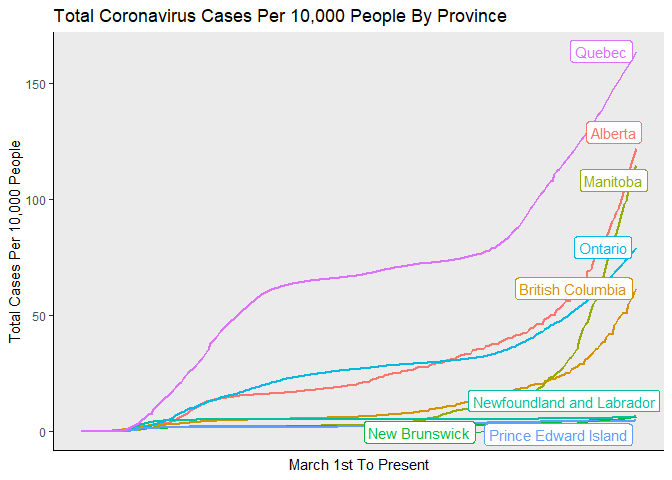 Total Coronavirus Cases Per 10,000 People By Province
Total Cases Per 10,000 People
150
100
50
0
Quebec
Alberta
Manitoba
Ontario
British Columbia
Newfoundland and Labrador
New Brunswick
Prince Edward Island
March 1st To Present